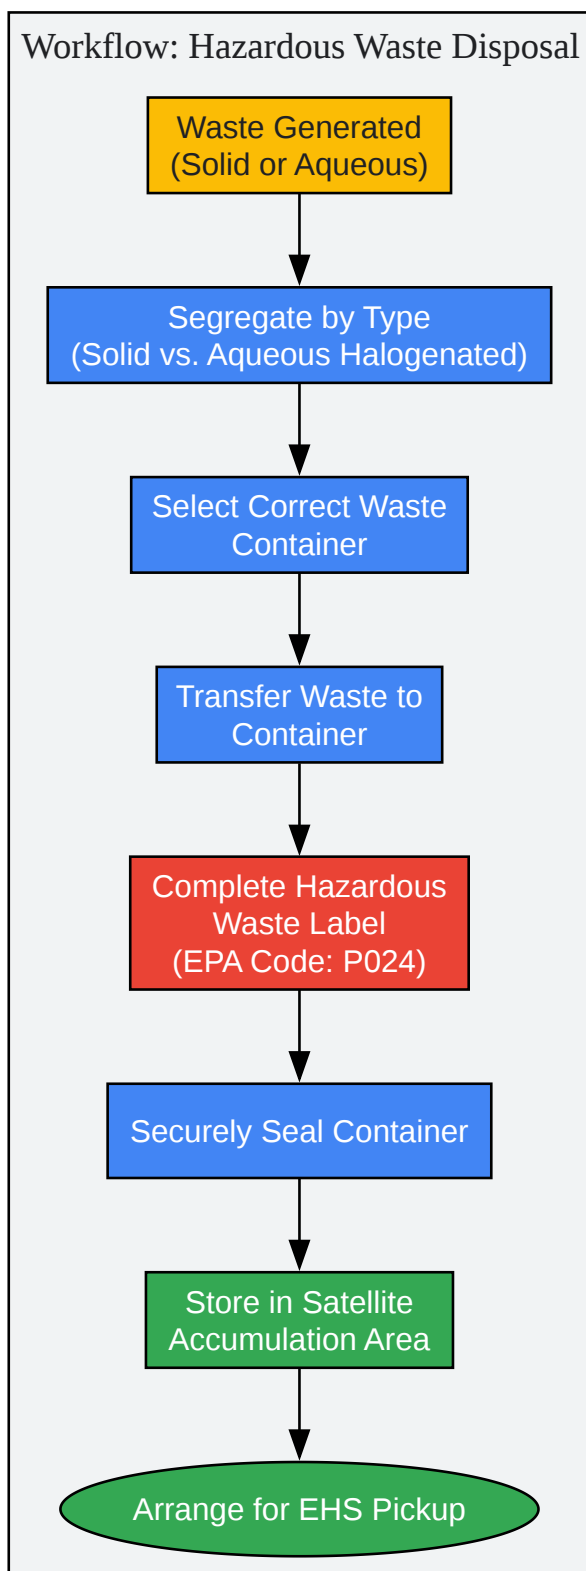 Workflow: Hazardous Waste Disposal
Waste Generated
(Solid or Aqueous)
Segregate by Type
(Solid vs. Aqueous Halogenated)
Select Correct Waste
Container
Transfer Waste to
Container
Complete Hazardous
Waste Label
(EPA Code: P024)
Securely Seal Container
Store in Satellite
Accumulation Area
Arrange for EHS Pickup